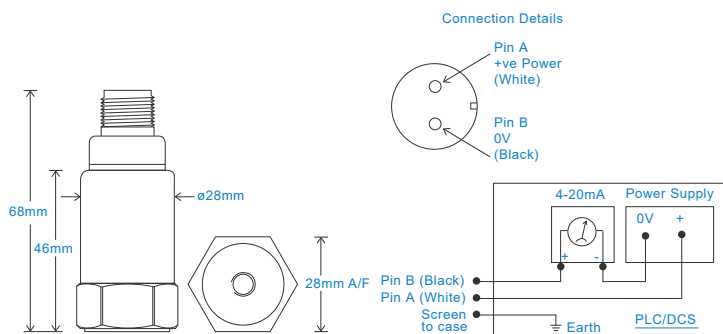 Connection Details
Pin A
+ve Power
(White)
Pin B
0V
(Black)
68mm
46mm
ø28mm
28mm A/F
4-20mA
Power Supply
0V +
+ -
Pin B (Black)
Pin A (White)
Screen
to case
Earth
PLC/DCS